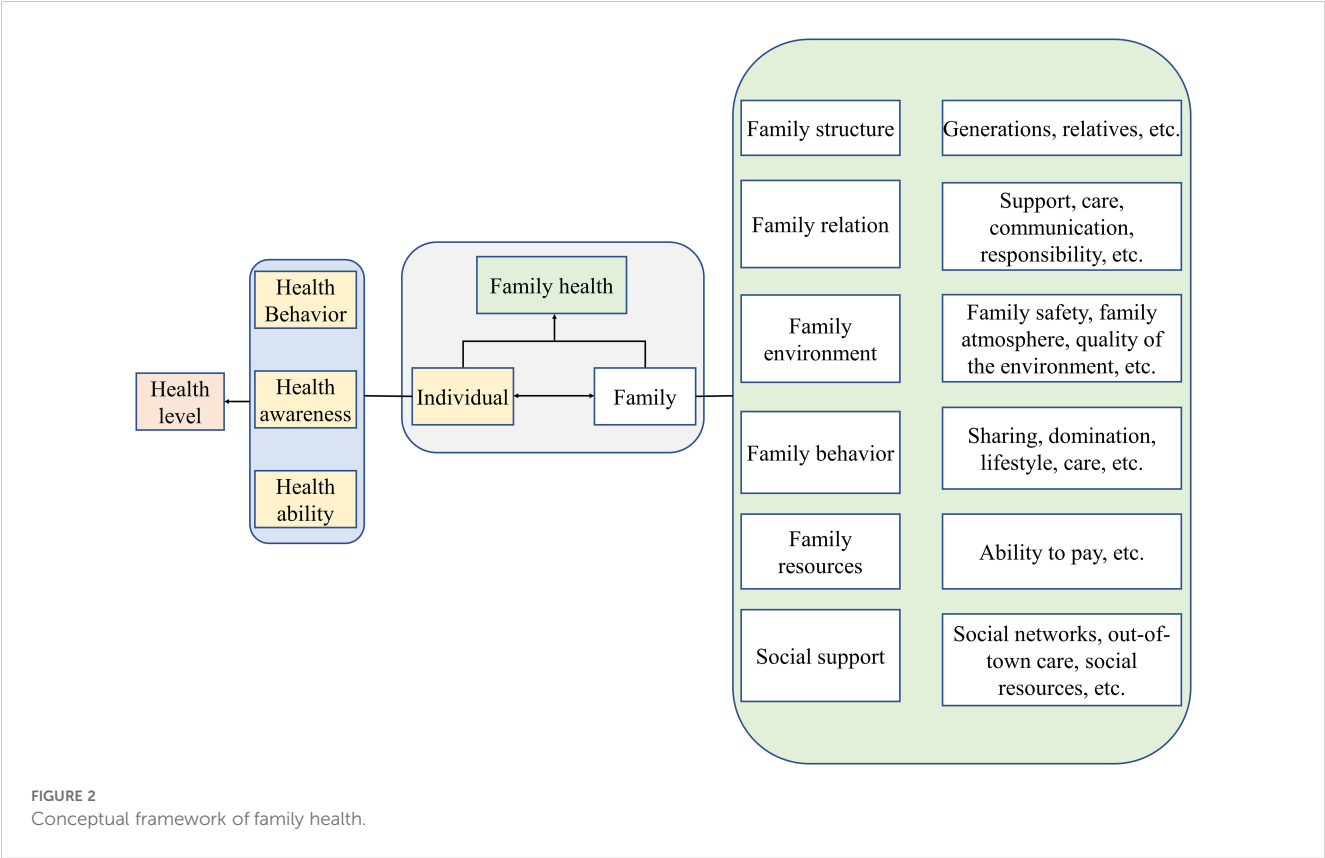 Health
level
Health
Behavior
Health
awareness
Health
ability
Family health
Individual
Family
Family structure
Generations, relatives, etc.
Family relation
Support, care,
communication,
responsibility, etc.
Family
environment
Family safety, family
atmosphere, quality of
the environment, etc.
Family behavior
Sharing, domination,
lifestyle, care, etc.
Family
resources
Ability to pay, etc.
Social support
Social networks, out-of-
town care, social
resources, etc.
FIGURE 2
Conceptual framework of family health.